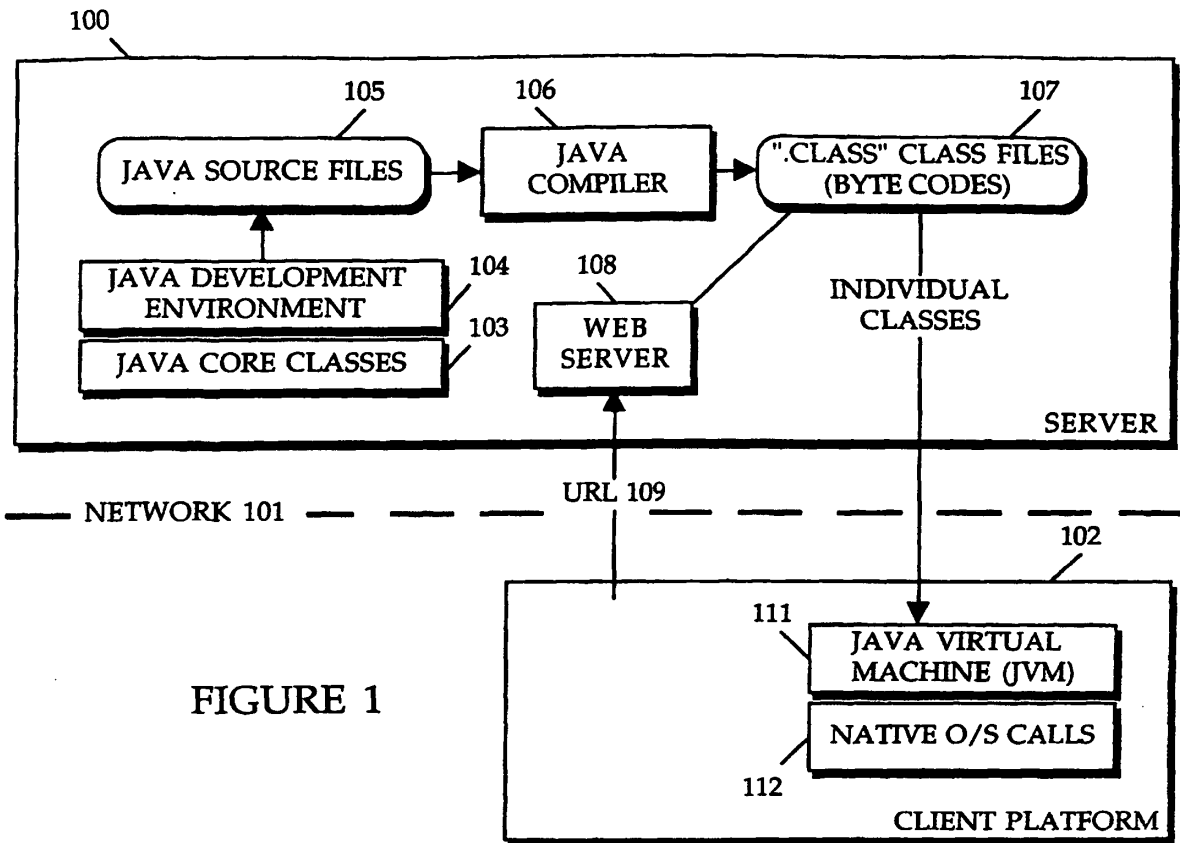 100
105
106
107
JAVA SOURCE FILES
JAVA
COMPILER
".CLASS" CLASS FILES
(BYTE CODES)
JAVA DEVELOPMENT
ENVIRONMENT
104
JAVA CORE CLASSES
103
108
WEB
SERVER
INDIVIDUAL
CLASSES
SERVER
NETWORK 101
URL 109
102
111
JAVA VIRTUAL
MACHINE (JVM)
NATIVE O/S CALLS
112
CLIENT PLATFORM
FIGURE 1